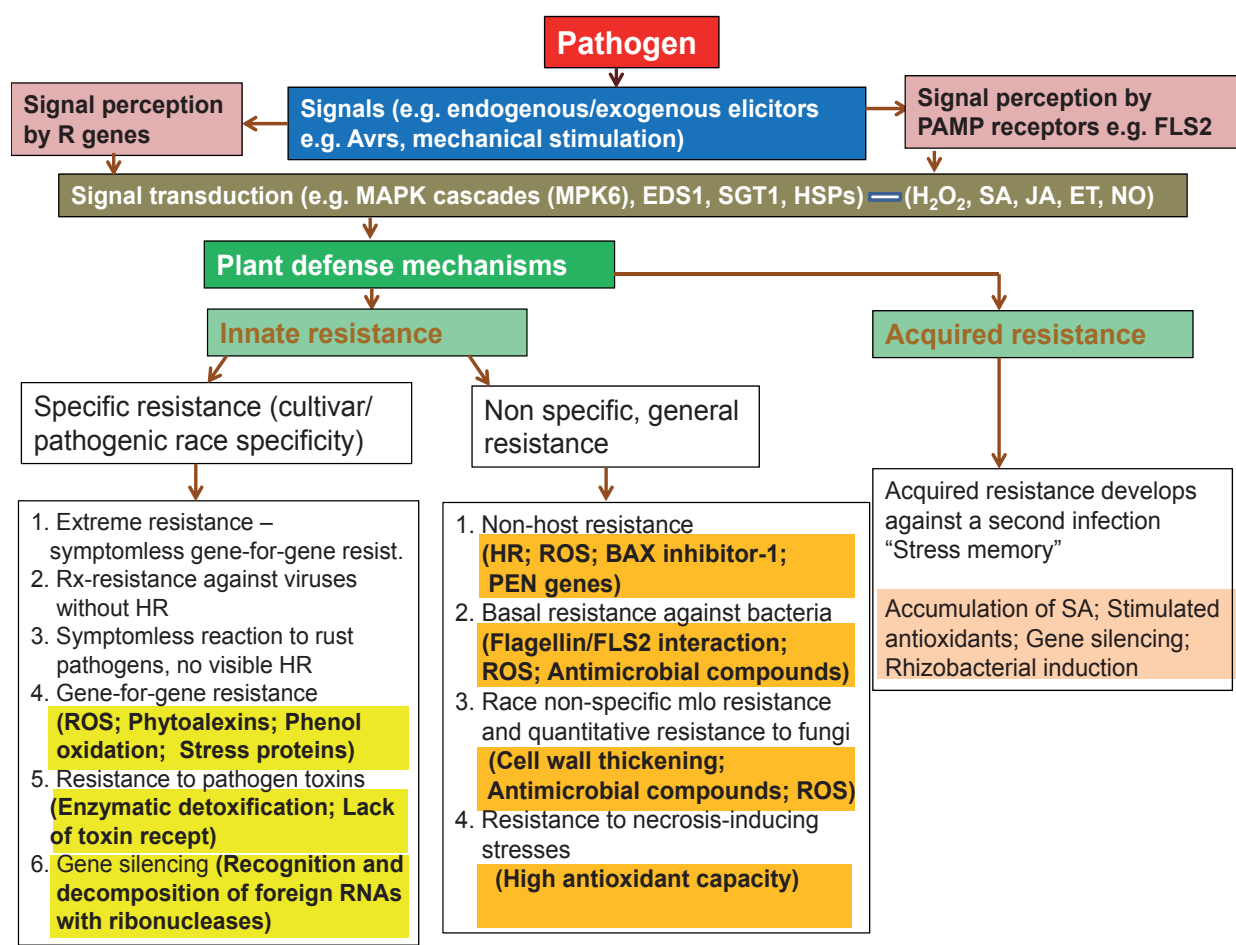 Pathogen
Signal perception
by R genes
Signals (e.g. endogenous/exogenous elicitors
e.g. Avrs, mechanical stimulation)
Signal perception by
PAMP receptors e.g. FLS2
Signal transduction (e.g. MAPK cascades (MPK6), EDS1, SGT1, HSPs) (H₂O₂, SA, JA, ET, NO)
Plant defense mechanisms
Innate resistance
Acquired resistance
Specific resistance (cultivar/
pathogenic race specificity)
Non specific, general
resistance
1. Extreme resistance –
symptomless gene-for-gene resist.
2. Rx-resistance against viruses
without HR
3. Symptomless reaction to rust
pathogens, no visible HR
4. Gene-for-gene resistance
(ROS; Phytoalexins; Phenol
oxidation; Stress proteins)
5. Resistance to pathogen toxins
(Enzymatic detoxification; Lack
of toxin recept)
6. Gene silencing (Recognition and
decomposition of foreign RNAs
with ribonucleases)
1. Non-host resistance
(HR; ROS; BAX inhibitor-1;
PEN genes)
2. Basal resistance against bacteria
(Flagellin/FLS2 interaction;
ROS; Antimicrobial compounds)
3. Race non-specific mlo resistance
and quantitative resistance to fungi
(Cell wall thickening;
Antimicrobial compounds; ROS)
4. Resistance to necrosis-inducing
stresses
(High antioxidant capacity)
Acquired resistance develops
against a second infection
“Stress memory”
Accumulation of SA; Stimulated
antioxidants; Gene silencing;
Rhizobacterial induction